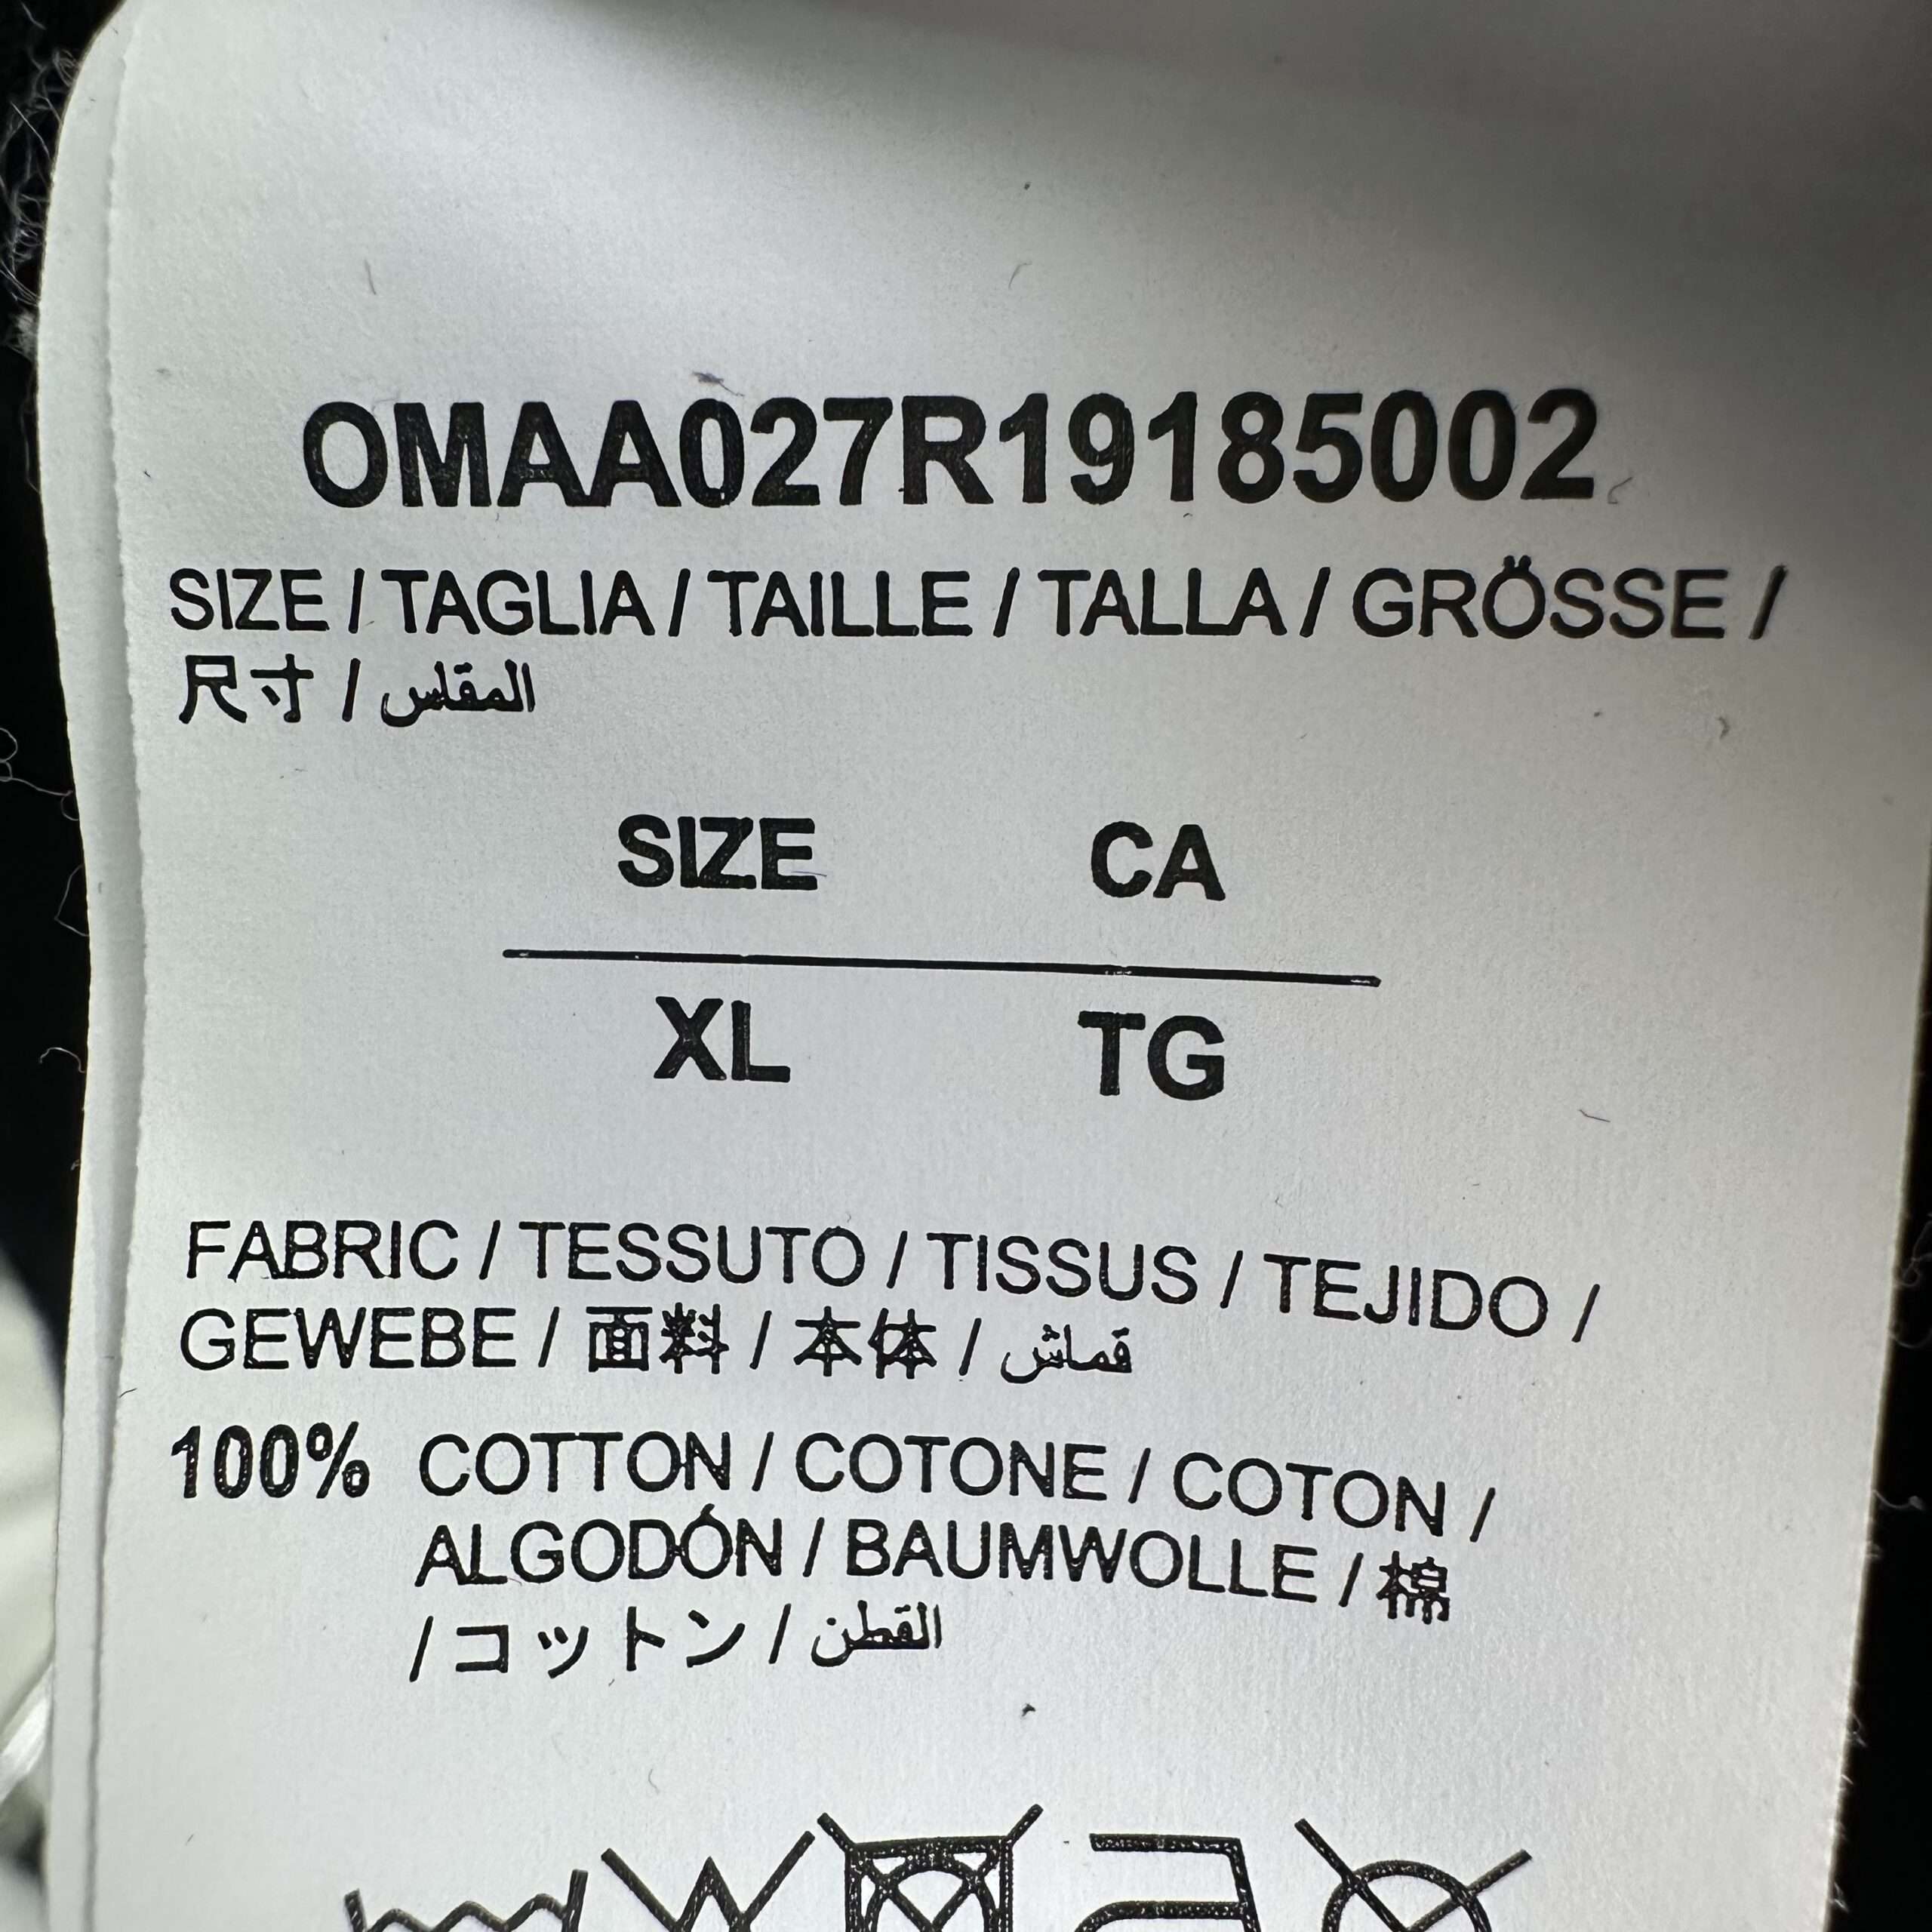 OMAA027R19185002
SIZE / TAGLIA / TAILLE / TALLA / GRÖSSE /
尺寸 / المقلس
SIZE CA
XL TG
FABRIC / TESSUTO / TISSUS / TEJIDO /
GEWEBE / 面料 / 本体 / قماش
100% COTTON / COTONE / COTON /
ALGODÓN / BAUMWOLLE / 棉
/ コットン / القطن